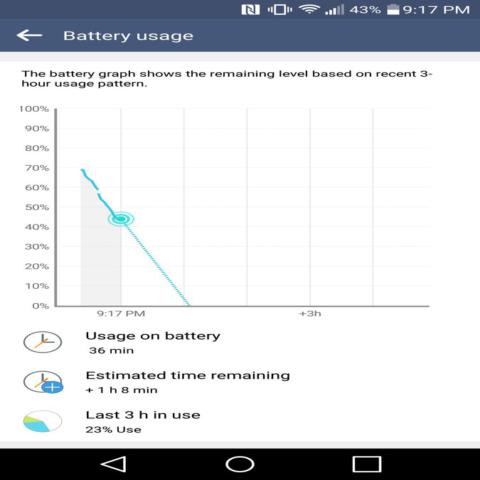 43% 9:17 PM
Battery usage
The battery graph shows the remaining level based on recent 3-
hour usage pattern.
100%
90%
80%
70%
60%
50%
40%
30%
20%
10%
0%
9:17 PM +3h
Usage on battery
36 min
Estimated time remaining
+ 1 h 8 min
Last 3 h in use
23% Use